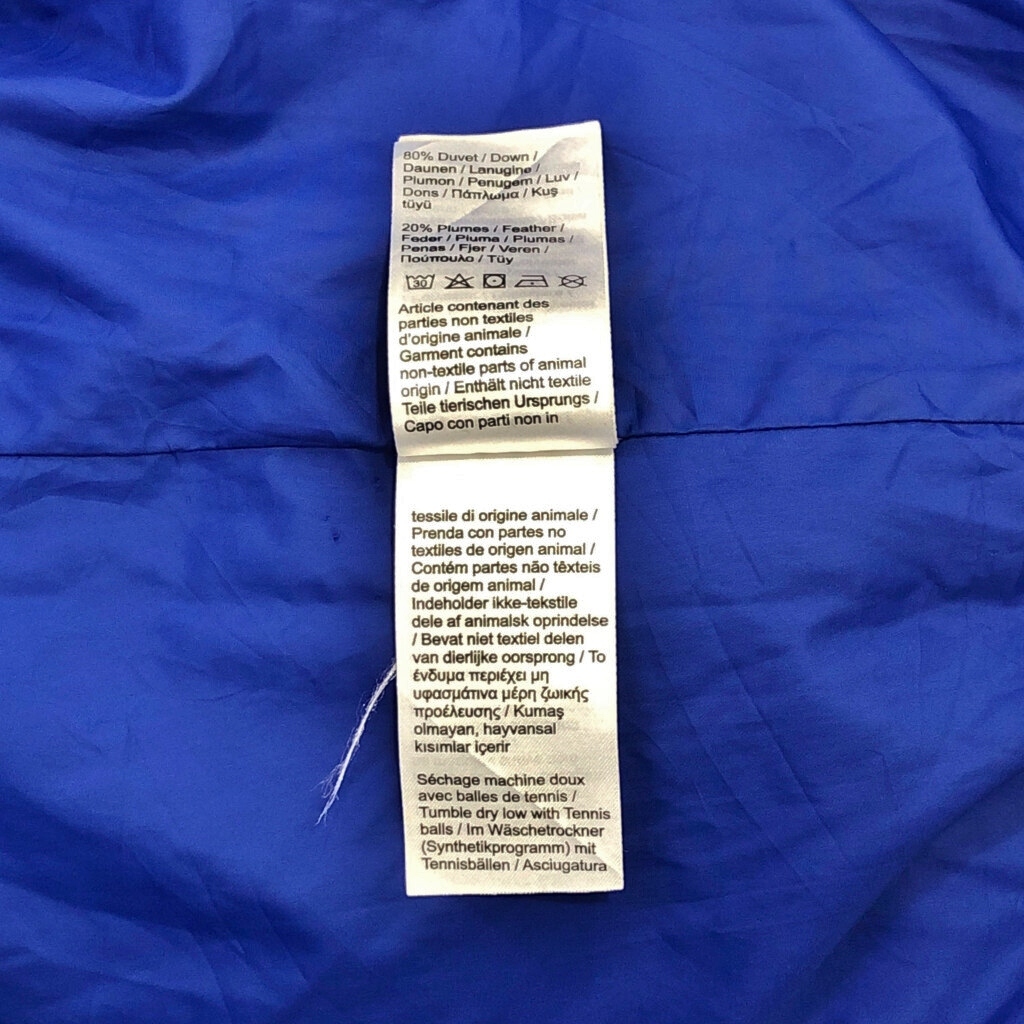 80% Duvet / Down /
Daunen / Lanugine /
Plumon / Penugem / Luv /
Dons / Πάπλωμα / Kuş
tüyü
20% Plumes / Feather /
Feder / Piuma / Plumas /
Penas / Fjer / Veren /
Πούπουλο / Tüy
30
Article contenant des
parties non textiles
d'origine animale /
Garment contains
non-textile parts of animal
origin / Enthält nicht textile
Teile tierischen Ursprungs /
Capo con parti non in
tessile di origine animale /
Prenda con partes no
textiles de origen animal /
Contém partes não têxteis
de origem animal /
Indeholder ikke-tekstile
dele af animalsk oprindelse
/ Bevat niet textiel delen
van dierlijke oorsprong / Το
ένδυμα περιέχει μη
υφασμάτινα μέρη ζωικής
προέλευσης / Kumaş
olmayan, hayvansal
kısımlar içerir
Séchage machine doux
avec balles de tennis /
Tumble dry low with Tennis
balls / Im Wäschetrockner
(Synthetikprogramm) mit
Tennisbällen / Asciugatura